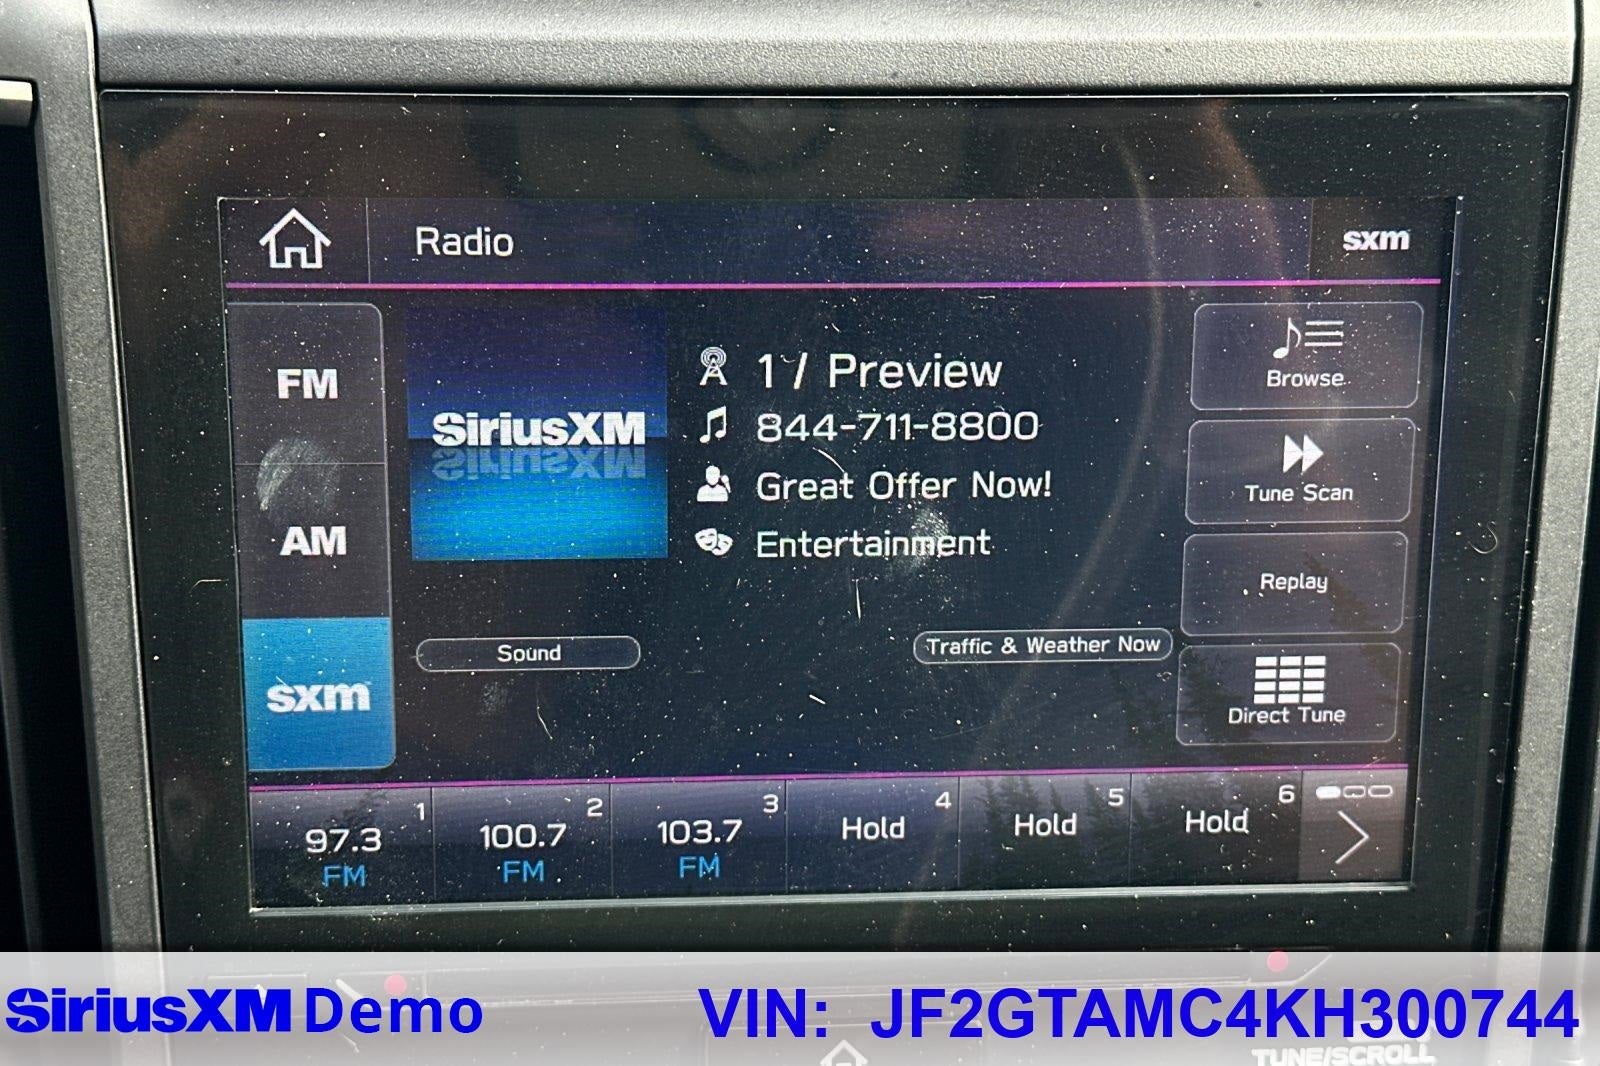 Radio
sxm
FM
AM
sxm
SiriusXM
1 / Preview
844-711-8800
Great Offer Now!
Entertainment
Sound
Traffic & Weather Now
Browse
Tune Scan
Replay
Direct Tune
1
97.3
FM
2
100.7
FM
3
103.7
FM
4
Hold
5
Hold
6
Hold
SiriusXM Demo VIN: JF2GTAMC4KH300744
TUNE/SCROLL